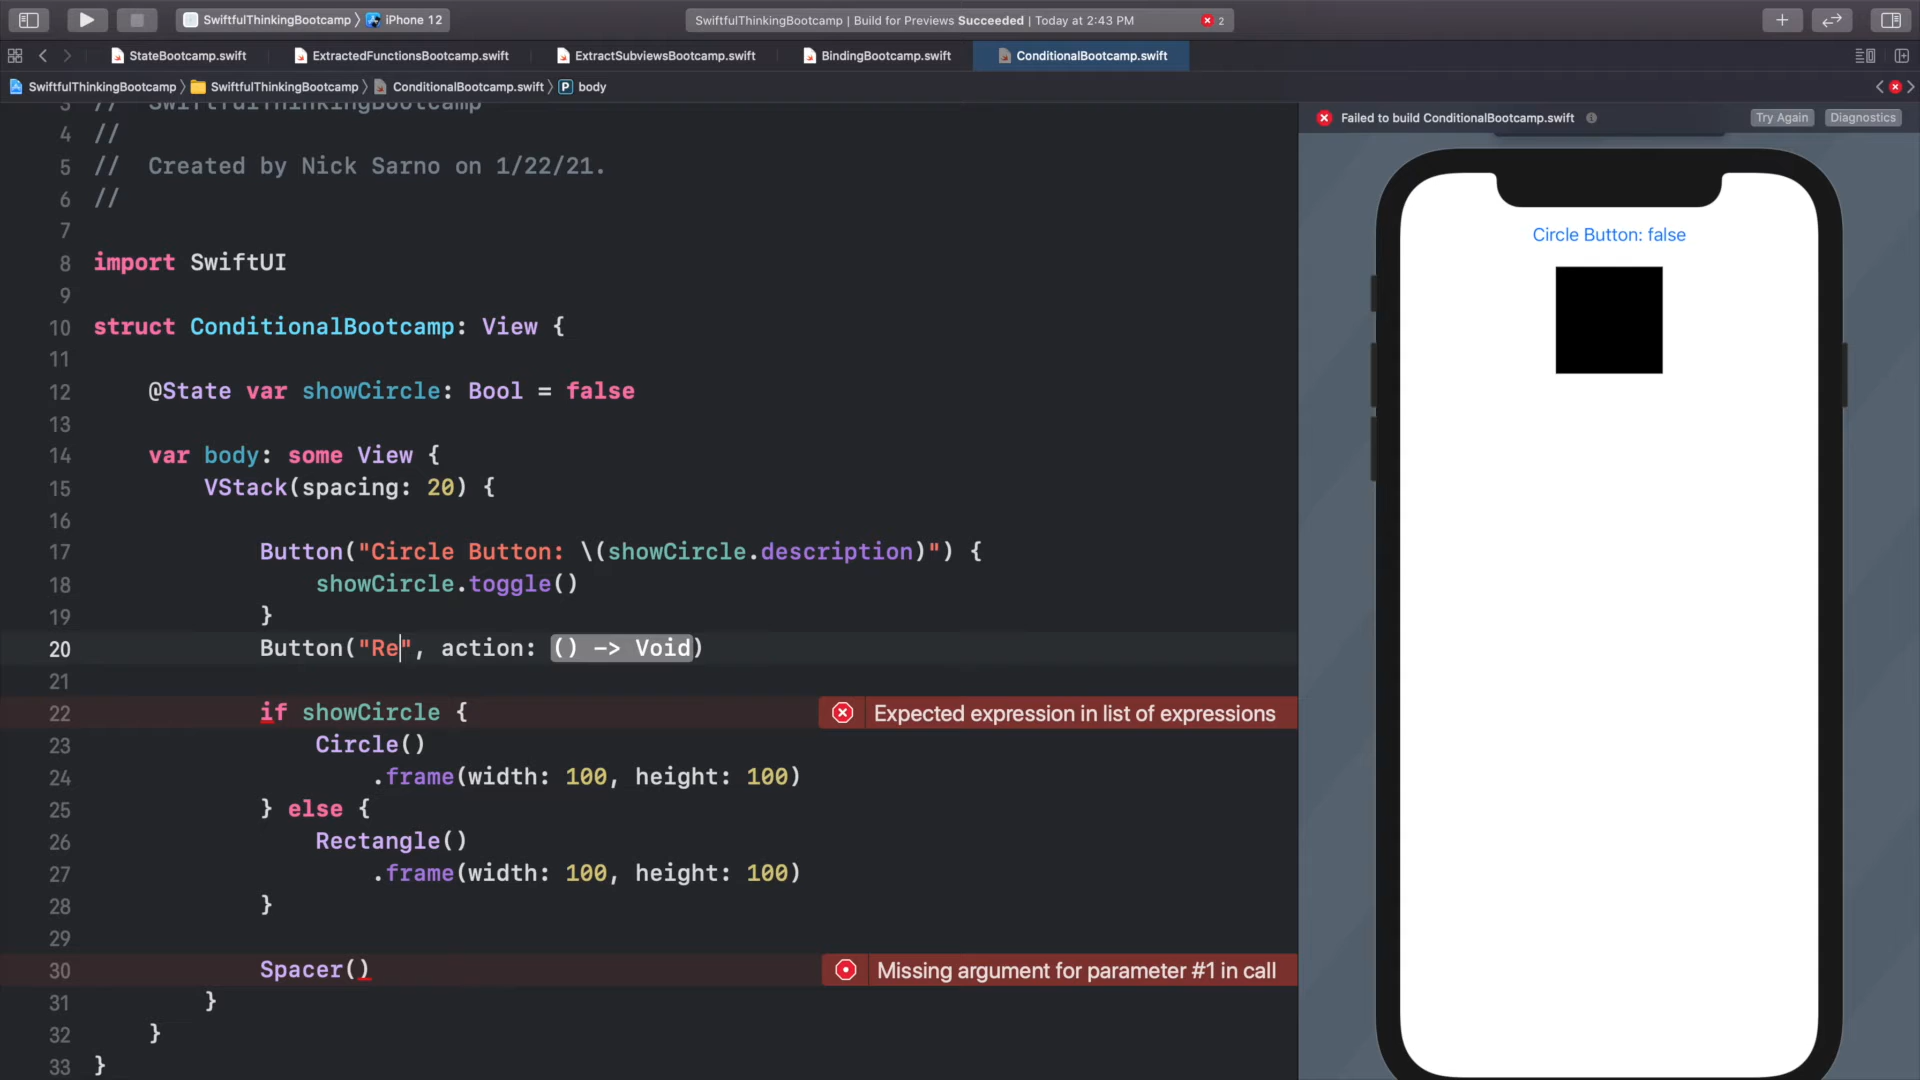 SwiftfulThinkingBootcamp 〉 iPhone 12
SwiftfulThinkingBootcamp | Build for Previews Succeeded | Today at 2:43 PM 2
StateBootcamp.swift ExtractedFunctionsBootcamp.swift ExtractSubviewsBootcamp.swift BindingBootcamp.swift ConditionalBootcamp.swift
SwiftfulThinkingBootcamp 〉 SwiftfulThinkingBootcamp 〉 ConditionalBootcamp.swift 〉 P body
3 // SwiftfulThinkingBootcamp
4 //
5 // Created by Nick Sarno on 1/22/21.
6 //
7
8 import SwiftUI
9
10 struct ConditionalBootcamp: View {
11
12 @State var showCircle: Bool = false
13
14 var body: some View {
15 VStack(spacing: 20) {
16
17 Button("Circle Button: \(showCircle.description)") {
18 showCircle.toggle()
19 }
20 Button("Re", action: () -> Void)
21
22 if showCircle { Expected expression in list of expressions
23 Circle()
24 .frame(width: 100, height: 100)
25 } else {
26 Rectangle()
27 .frame(width: 100, height: 100)
28 }
29
30 Spacer() Missing argument for parameter #1 in call
31 }
32 }
33 }
Failed to build ConditionalBootcamp.swift Try Again Diagnostics
Circle Button: false